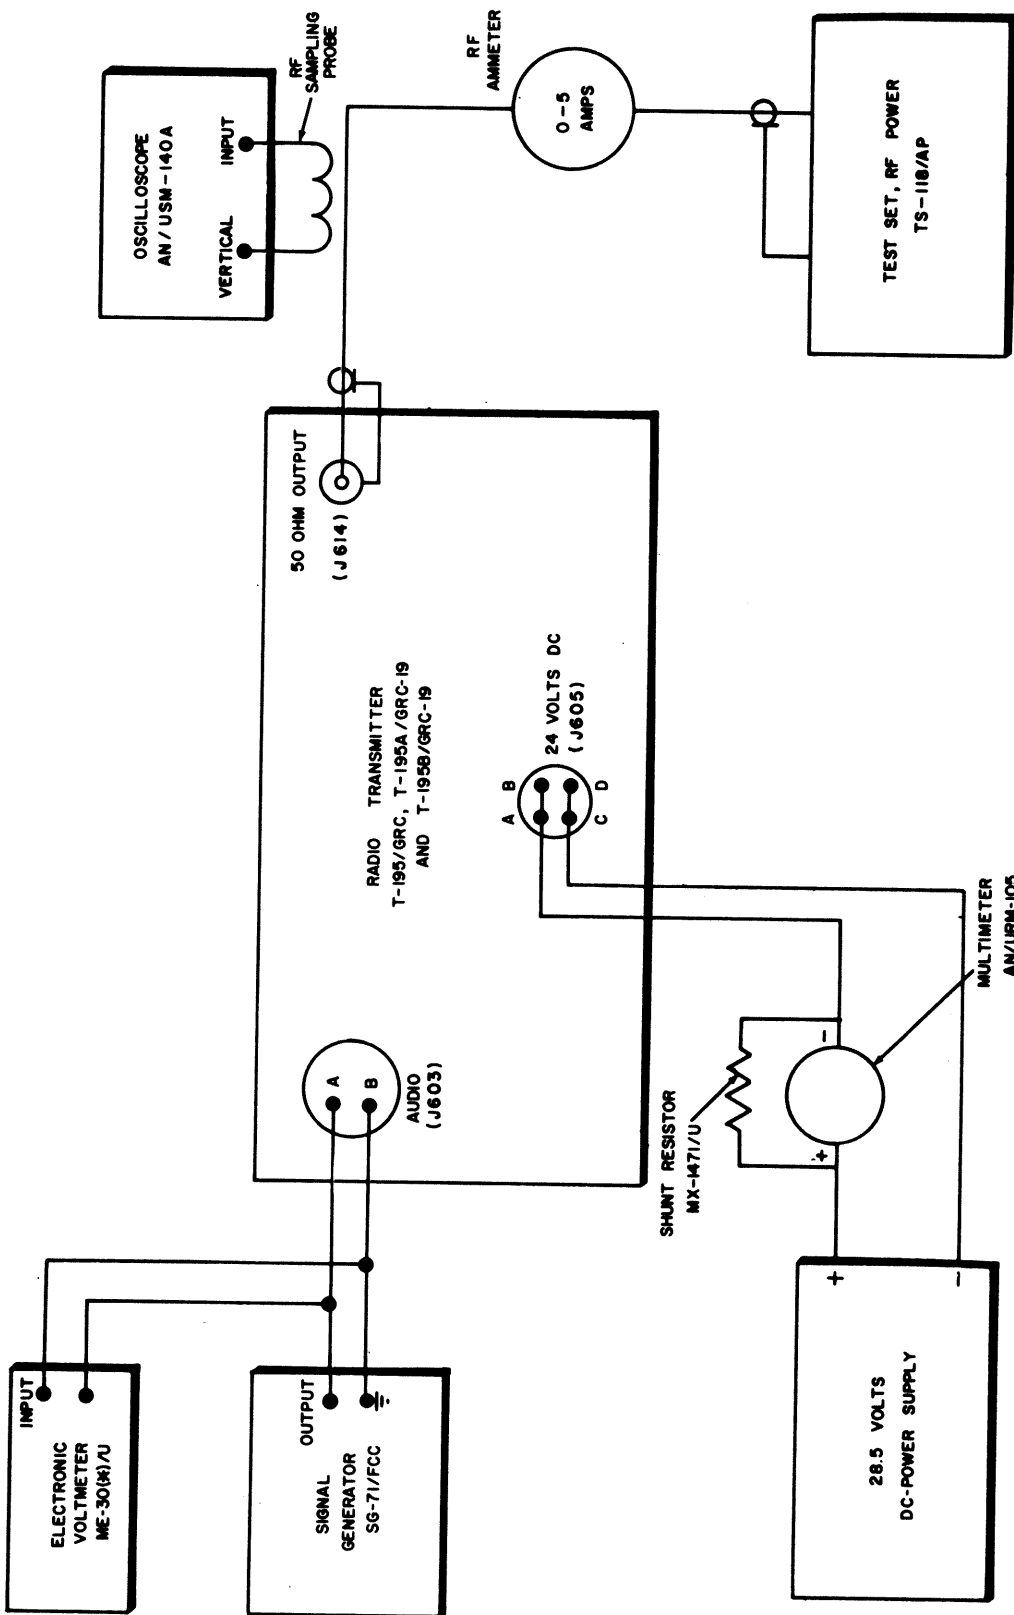 ELECTRONIC
VOLTMETER
ME-30(*)/U
INPUT
SIGNAL
GENERATOR
SG-71/FCC
OUTPUT
28.5 VOLTS
DC-POWER SUPPLY
+
-
SHUNT RESISTOR
MX-1471/U
+
-
MULTIMETER
AN/URM-105
RADIO TRANSMITTER
T-195/GRC, T-195A/GRC-19
AND T-195B/GRC-19
A
B
AUDIO
(J603)
A B
C D
24 VOLTS DC
(J605)
50 OHM OUTPUT
(J614)
OSCILLOSCOPE
AN/USM-140A
VERTICAL INPUT
RF
SAMPLING
PROBE
RF
AMMETER
0-5
AMPS
TEST SET, RF POWER
TS-118/AP